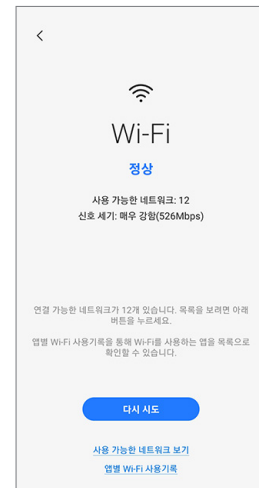 Wi-Fi
정상
사용 가능한 네트워크: 12
신호 세기: 매우 강함(526Mbps)
연결 가능한 네트워크가 12개 있습니다. 목록을 보려면 아래
버튼을 누르세요.
앱별 Wi-Fi 사용기록을 통해 Wi-Fi를 사용하는 앱을 목록으로
확인할 수 있습니다.
다시 시도
사용 가능한 네트워크 보기
앱별 Wi-Fi 사용기록